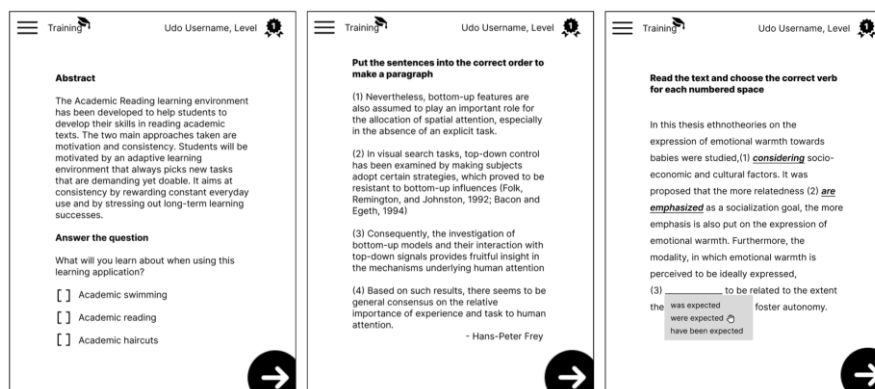 Training
Udo Username, Level
1
Abstract
The Academic Reading learning environment
has been developed to help students to
develop their skills in reading academic
texts. The two main approaches taken are
motivation and consistency. Students will be
motivated by an adaptive learning
environment that always picks new tasks
that are demanding yet doable. It aims at
consistency by rewarding constant everyday
use and by stressing out long-term learning
successes.
Answer the question
What will you learn about when using this
learning application?
[ ] Academic swimming
[ ] Academic reading
[ ] Academic haircuts
Training
Udo Username, Level
1
Put the sentences into the correct order to
make a paragraph
(1) Nevertheless, bottom-up features are
also assumed to play an important role for
the allocation of spatial attention, especially
in the absence of an explicit task.
(2) In visual search tasks, top-down control
has been examined by making subjects
adopt certain strategies, which proved to be
resistant to bottom-up influences (Folk,
Remington, and Johnston, 1992; Bacon and
Egeth, 1994)
(3) Consequently, the investigation of
bottom-up models and their interaction with
top-down signals provides fruitful insight in
the mechanisms underlying human attention
(4) Based on such results, there seems to be
general consensus on the relative
importance of experience and task to human
attention.
- Hans-Peter Frey
Training
Udo Username, Level
1
Read the text and choose the correct verb
for each numbered space
In this thesis ethnotheories on the
expression of emotional warmth towards
babies were studied,(1) considering socio-
economic and cultural factors. It was
proposed that the more relatedness (2) are
emphasized as a socialization goal, the more
emphasis is also put on the expression of
emotional warmth. Furthermore, the
modality, in which emotional warmth is
perceived to be ideally expressed,
(3) ____________ to be related to the extent
the foster autonomy.
was expected
were expected
have been expected